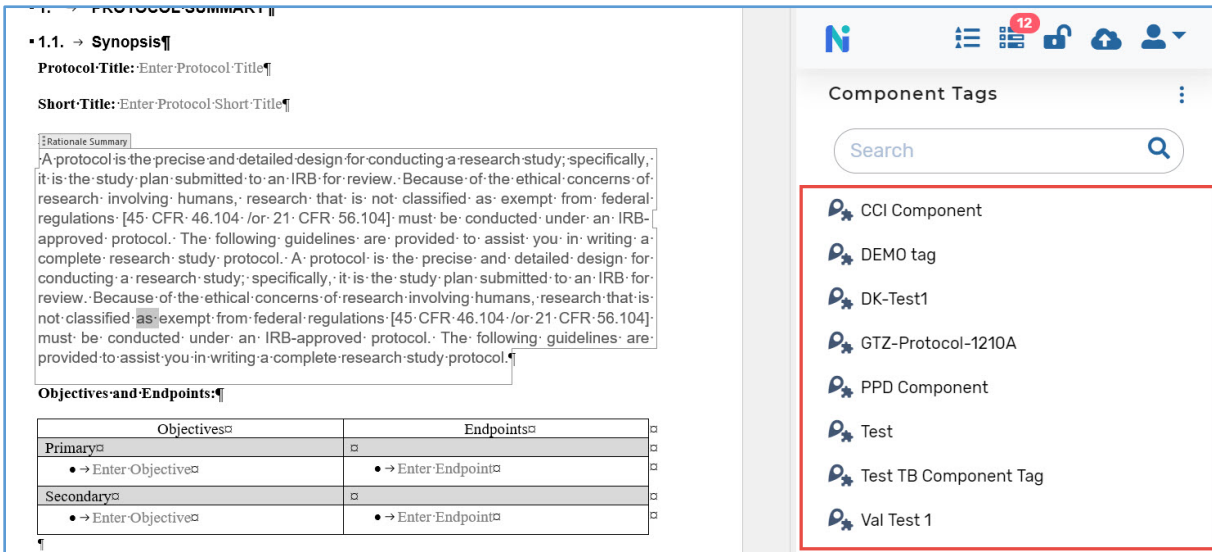 1. → PROTOCOL SUMMARY¶
▪ 1.1. → Synopsis¶
Protocol·Title:·Enter·Protocol·Title¶
Short·Title:·Enter·Protocol·Short·Title¶
Rationale Summary
·A·protocol·is·the·precise·and·detailed·design·for·conducting·a·research·study;·specifically,·
it·is·the·study·plan·submitted·to·an·IRB·for·review.·Because·of·the·ethical·concerns·of·
research· involving· humans,· research· that· is· not· classified· as· exempt· from· federal·
regulations· [45· CFR· 46.104· /or· 21· CFR· 56.104]· must· be· conducted· under· an· IRB-
approved· protocol.· The· following· guidelines· are· provided· to· assist· you· in· writing· a·
complete· research· study· protocol.· A· protocol· is· the· precise· and· detailed· design· for·
conducting·a·research·study;·specifically,·it·is·the·study·plan·submitted·to·an·IRB·for·
review.·Because·of·the·ethical·concerns·of·research·involving·humans,·research·that·is·
not·classified·as·exempt·from·federal·regulations·[45·CFR·46.104·/or·21·CFR·56.104]·
must· be· conducted· under· an· IRB-approved· protocol.· The· following· guidelines· are·
provided·to·assist·you·in·writing·a·complete·research·study·protocol.¶
Objectives·and·Endpoints:¶
Objectives¤ Endpoints¤ ¤
Primary¤ ¤ ¤
● → Enter·Objective¤ ● → Enter·Endpoint¤ ¤
Secondary¤ ¤ ¤
● → Enter·Objective¤ ● → Enter·Endpoint¤ ¤
¶
12
Component Tags
Search
CCI Component
DEMO tag
DK-Test1
GTZ-Protocol-1210A
PPD Component
Test
Test TB Component Tag
Val Test 1